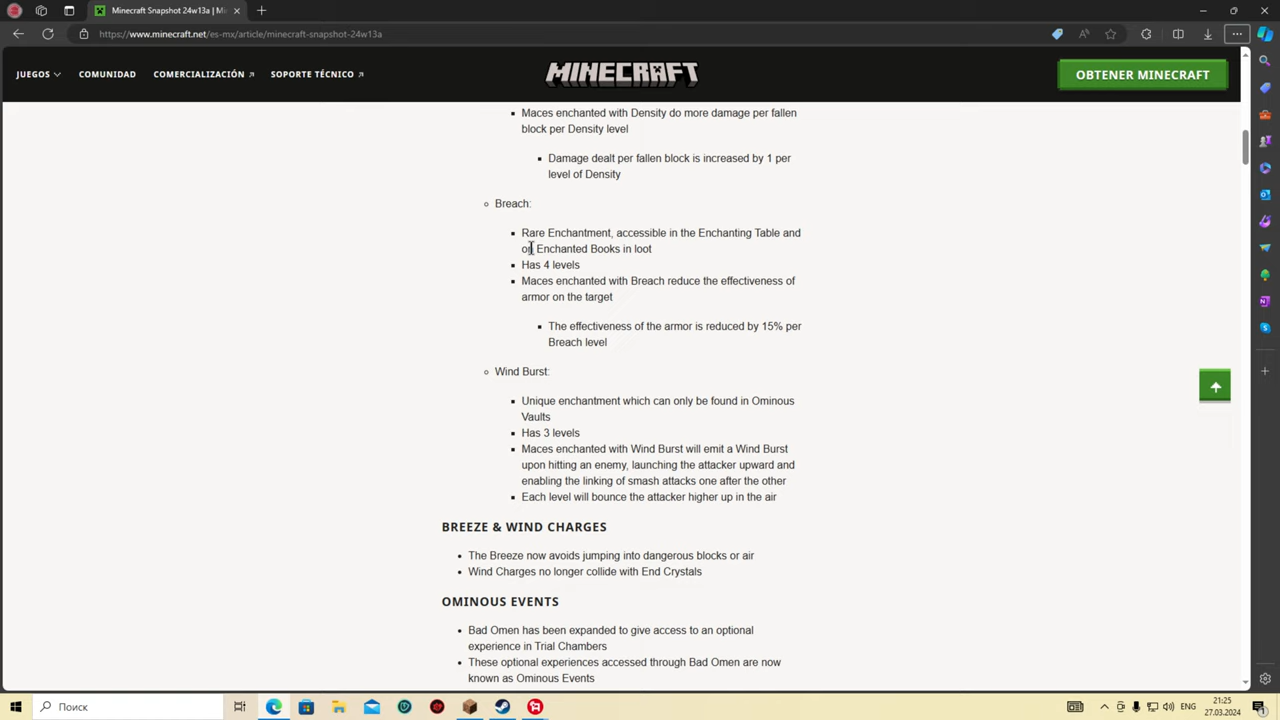 Minecraft Snapshot 24w13a | Mi
https://www.minecraft.net/es-mx/article/minecraft-snapshot-24w13a
JUEGOS
COMUNIDAD
COMERCIALIZACIÓN
SOPORTE TÉCNICO
MINECRAFT
OBTENER MINECRAFT
Maces enchanted with Density do more damage per fallen
block per Density level
Damage dealt per fallen block is increased by 1 per
level of Density
Breach:
Rare Enchantment, accessible in the Enchanting Table and
on Enchanted Books in loot
Has 4 levels
Maces enchanted with Breach reduce the effectiveness of
armor on the target
The effectiveness of the armor is reduced by 15% per
Breach level
Wind Burst:
Unique enchantment which can only be found in Ominous
Vaults
Has 3 levels
Maces enchanted with Wind Burst will emit a Wind Burst
upon hitting an enemy, launching the attacker upward and
enabling the linking of smash attacks one after the other
Each level will bounce the attacker higher up in the air
BREEZE & WIND CHARGES
The Breeze now avoids jumping into dangerous blocks or air
Wind Charges no longer collide with End Crystals
OMINOUS EVENTS
Bad Omen has been expanded to give access to an optional
experience in Trial Chambers
These optional experiences accessed through Bad Omen are now
known as Ominous Events
Поиск
ENG
21:25
27.03.2024